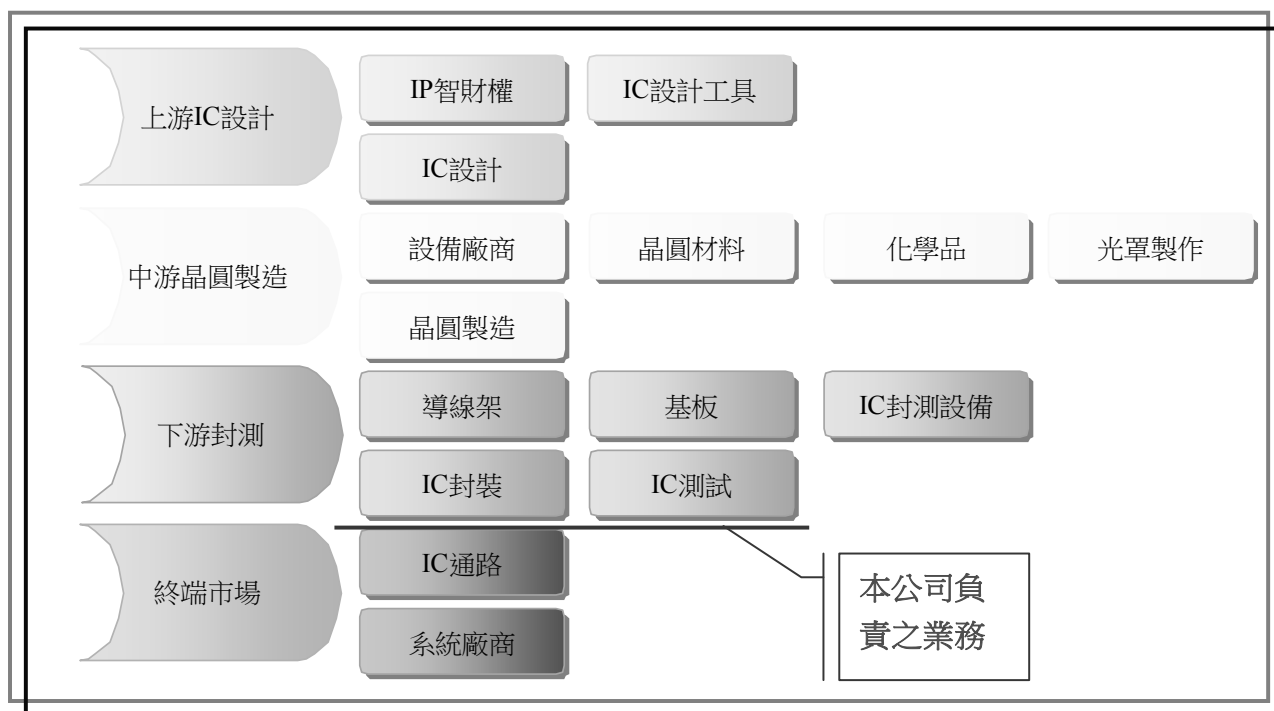 上游IC設計
IP智財權
IC設計工具
IC設計
中游晶圓製造
設備廠商
晶圓材料
化學品
光罩製作
晶圓製造
下游封測
導線架
基板
IC封測設備
IC封裝
IC測試
終端市場
IC通路
系統廠商
本公司負
責之業務